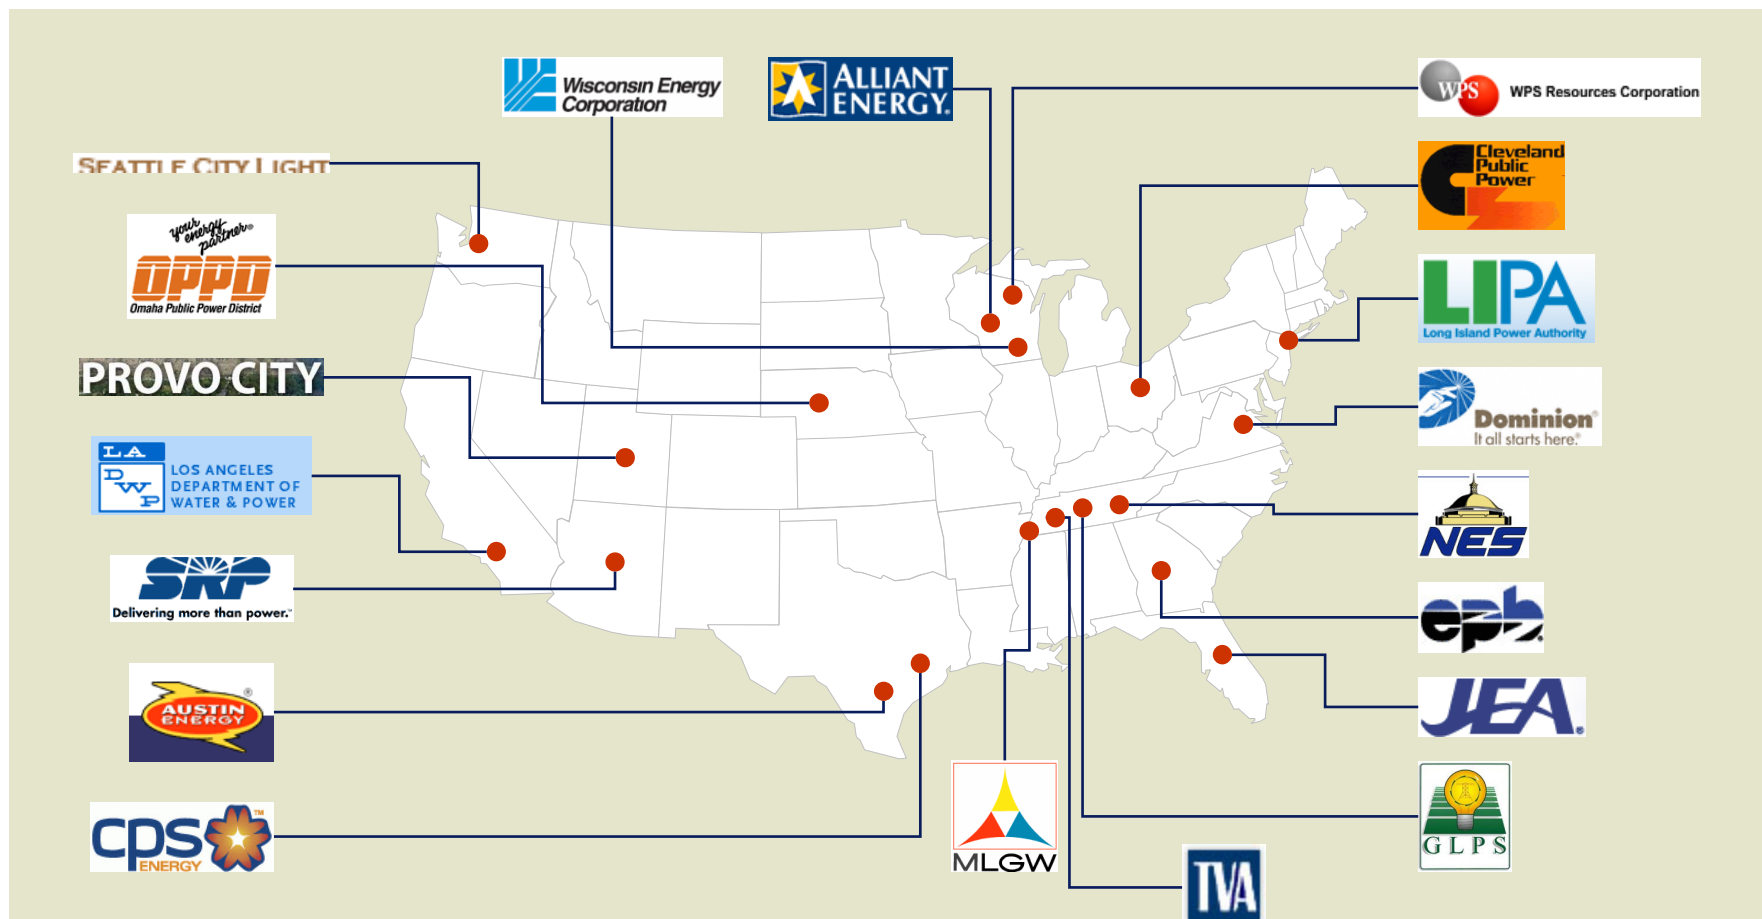 Wisconsin Energy
Corporation
ALLIANT
ENERGY®
WPS
WPS Resources Corporation
Cleveland
Public
Power
SEATTLE CITY LIGHT
your
energy
partner®
OPPD
Omaha Public Power District
LIPA
Long Island Power Authority
PROVO CITY
Dominion®
It all starts here.®
LA
DWP
LOS ANGELES
DEPARTMENT OF
WATER & POWER
NES
SRP
Delivering more than power.™
epb®
AUSTIN
ENERGY
®
JEA®
cps
ENERGY
™
MLGW
GLPS
TVA